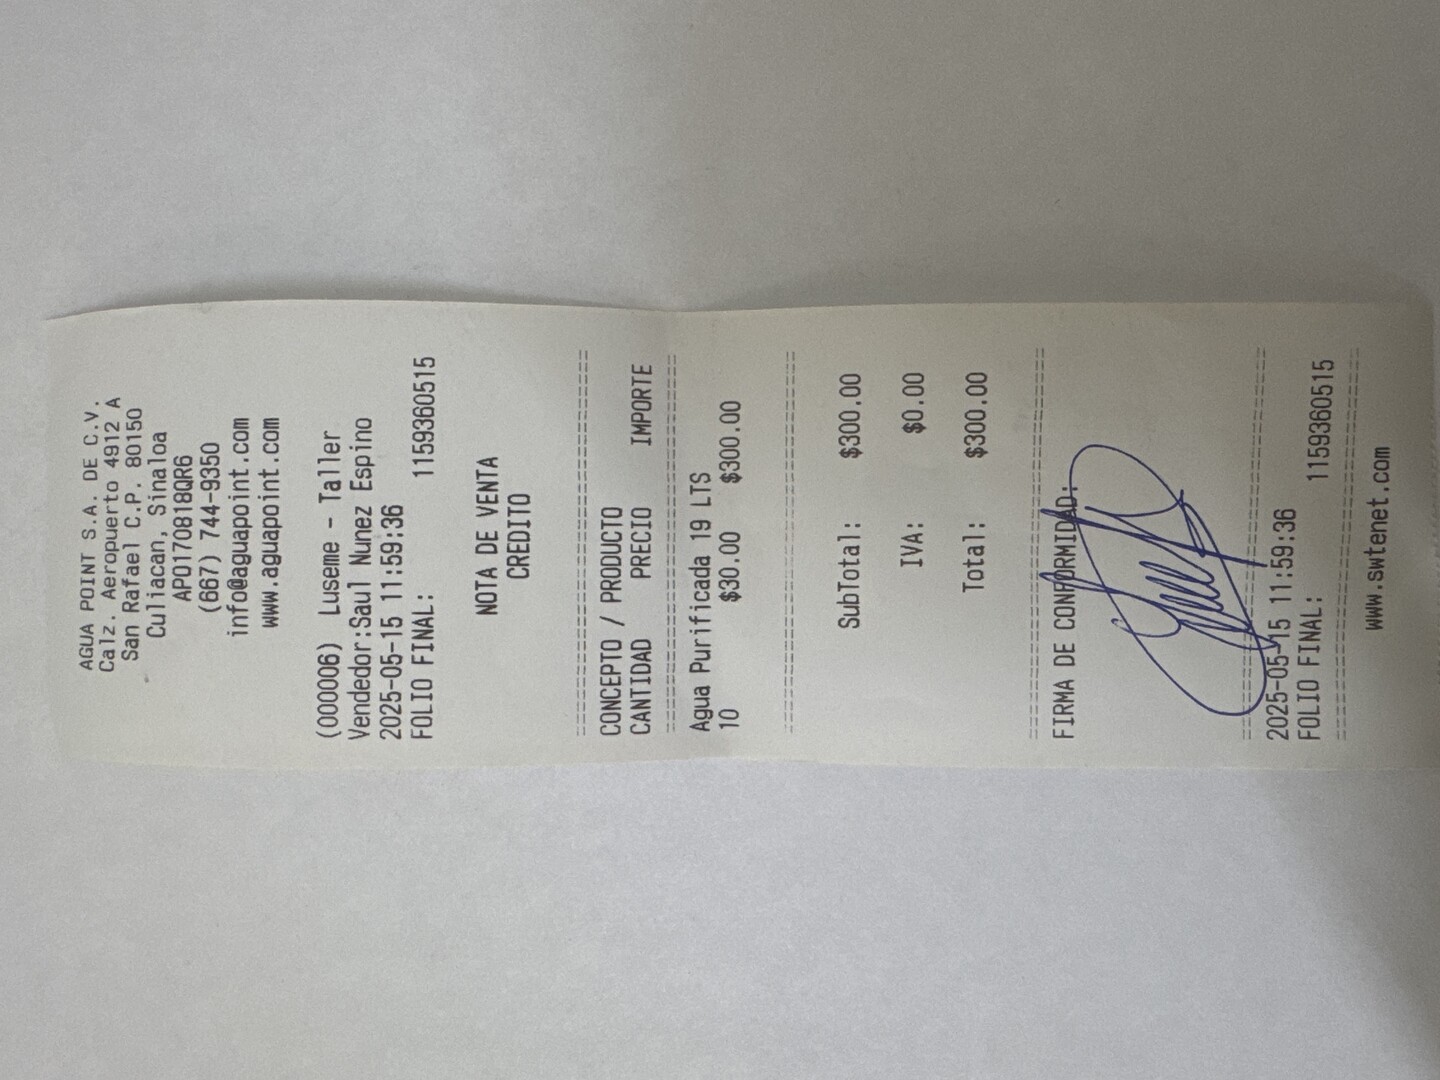 AGUA POINT S.A. DE C.V.
Calz. Aeropuerto 4912 A
San Rafael C.P. 80150
Culiacan, Sinaloa
APO170818QR6
(667) 744-9350
info@aguapoint.com
www.aguapoint.com
(000006) Luseme - Taller
Vendedor:Saul Nunez Espino
2025-05-15 11:59:36
FOLIO FINAL: 1159360515
NOTA DE VENTA
CREDITO
CONCEPTO / PRODUCTO
CANTIDAD PRECIO IMPORTE
Agua Purificada 19 LTS
10 $30.00 $300.00
SubTotal: $300.00
IVA: $0.00
Total: $300.00
FIRMA DE CONFORMIDAD:
2025-05-15 11:59:36
FOLIO FINAL: 1159360515
www.swtenet.com